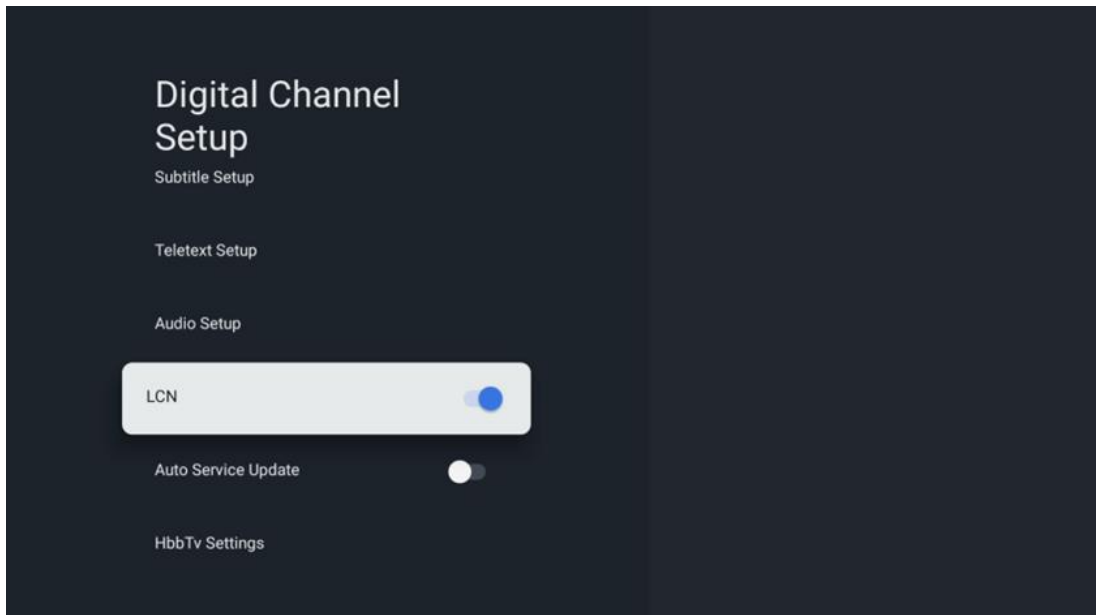 Digital Channel
Setup
Subtitle Setup
Teletext Setup
Audio Setup
LCN
Auto Service Update
HbbTv Settings